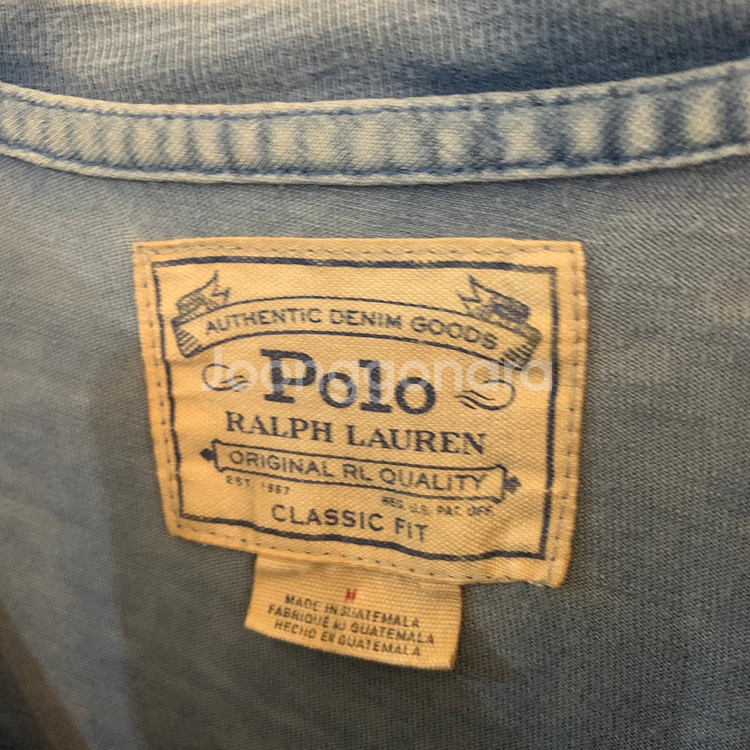 AUTHENTIC DENIM GOODS
Polo
RALPH LAUREN
ORIGINAL RL QUALITY
EST. 1967
REG. U.S. PAT. OFF.
CLASSIC FIT
M
MADE IN GUATEMALA
FABRIQUÉ AU GUATEMALA
HECHO EN GUATEMALA
Joonggonara